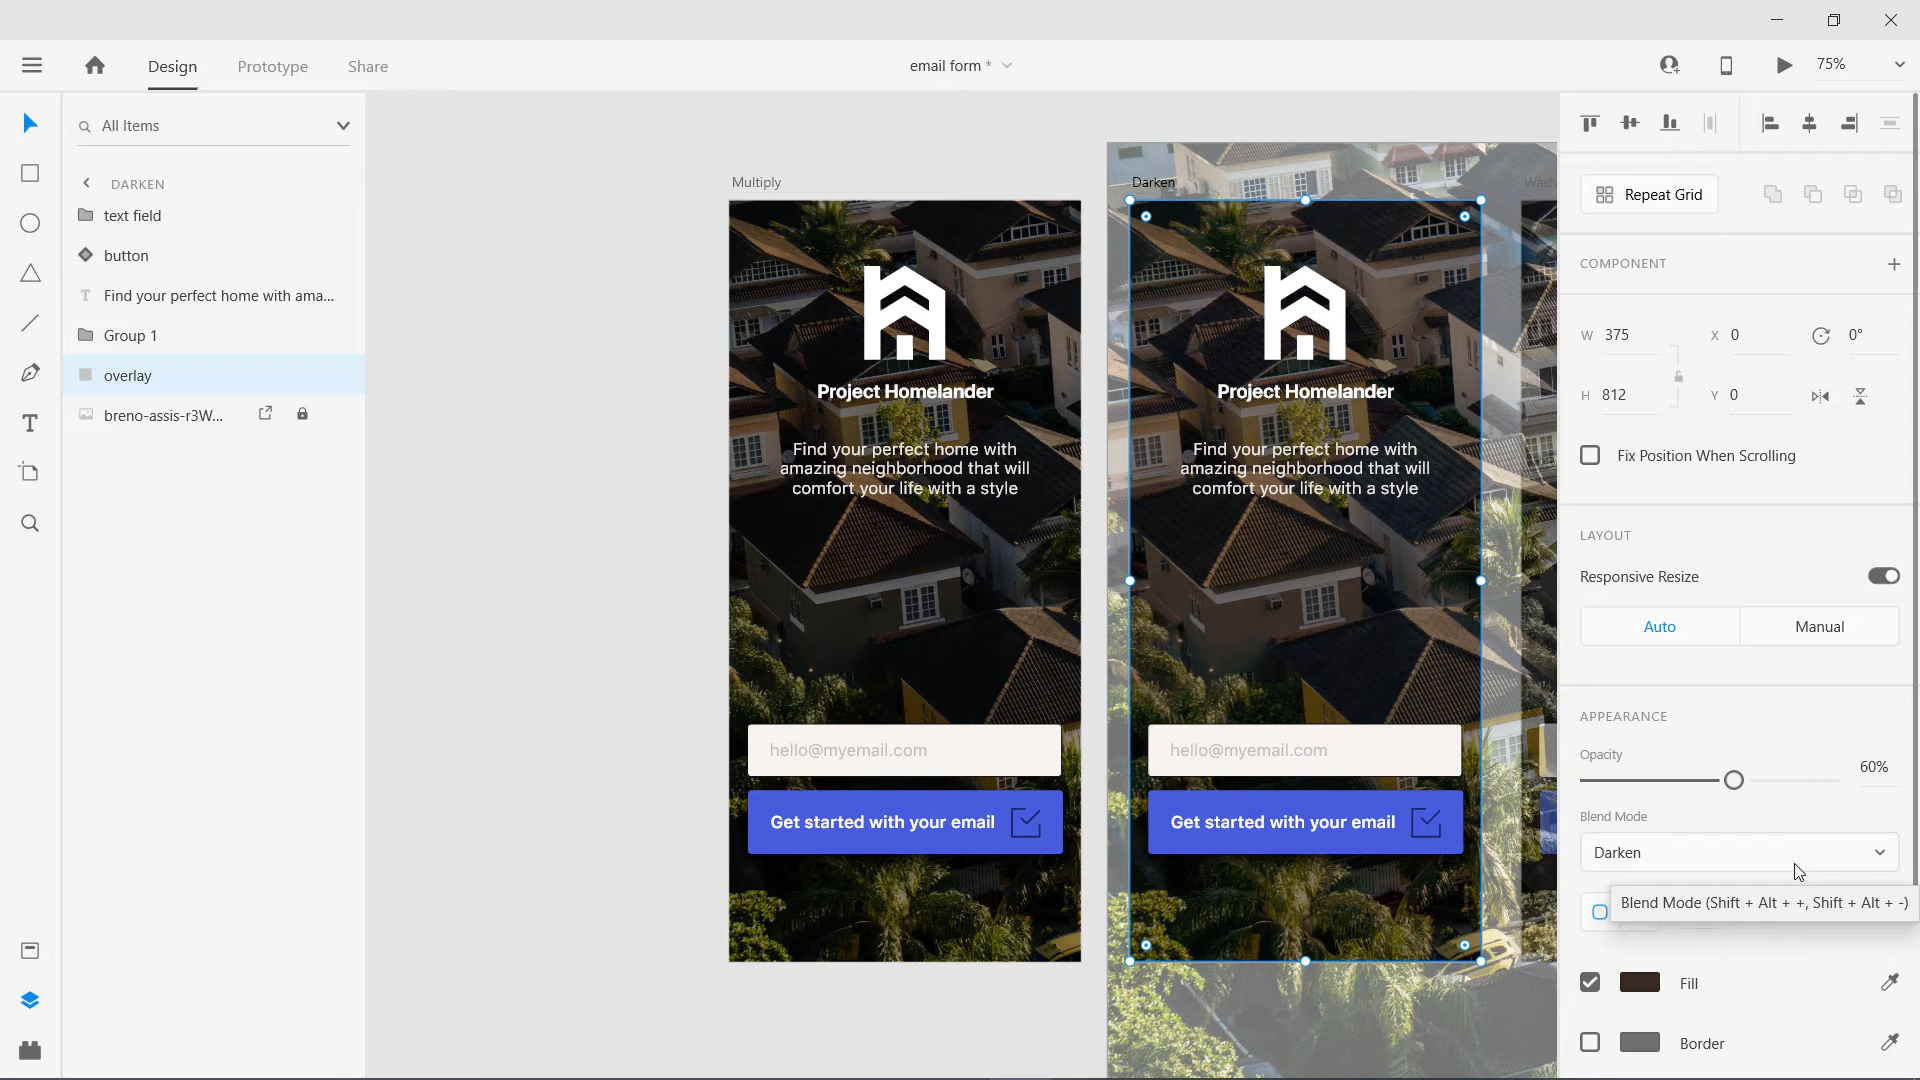 Design
Prototype
Share
email form *
75%
All Items
DARKEN
text field
button
Find your perfect home with ama...
Group 1
overlay
breno-assis-r3W...
Multiply
Project Homelander
Find your perfect home with
amazing neighborhood that will
comfort your life with a style
hello@myemail.com
Get started with your email
Darken
Project Homelander
Find your perfect home with
amazing neighborhood that will
comfort your life with a style
hello@myemail.com
Get started with your email
Wash
Repeat Grid
COMPONENT
W 375
X 0
0°
H 812
Y 0
Fix Position When Scrolling
LAYOUT
Responsive Resize
Auto
Manual
APPEARANCE
Opacity
60%
Blend Mode
Darken
Blend Mode (Shift + Alt + +, Shift + Alt + -)
Fill
Border